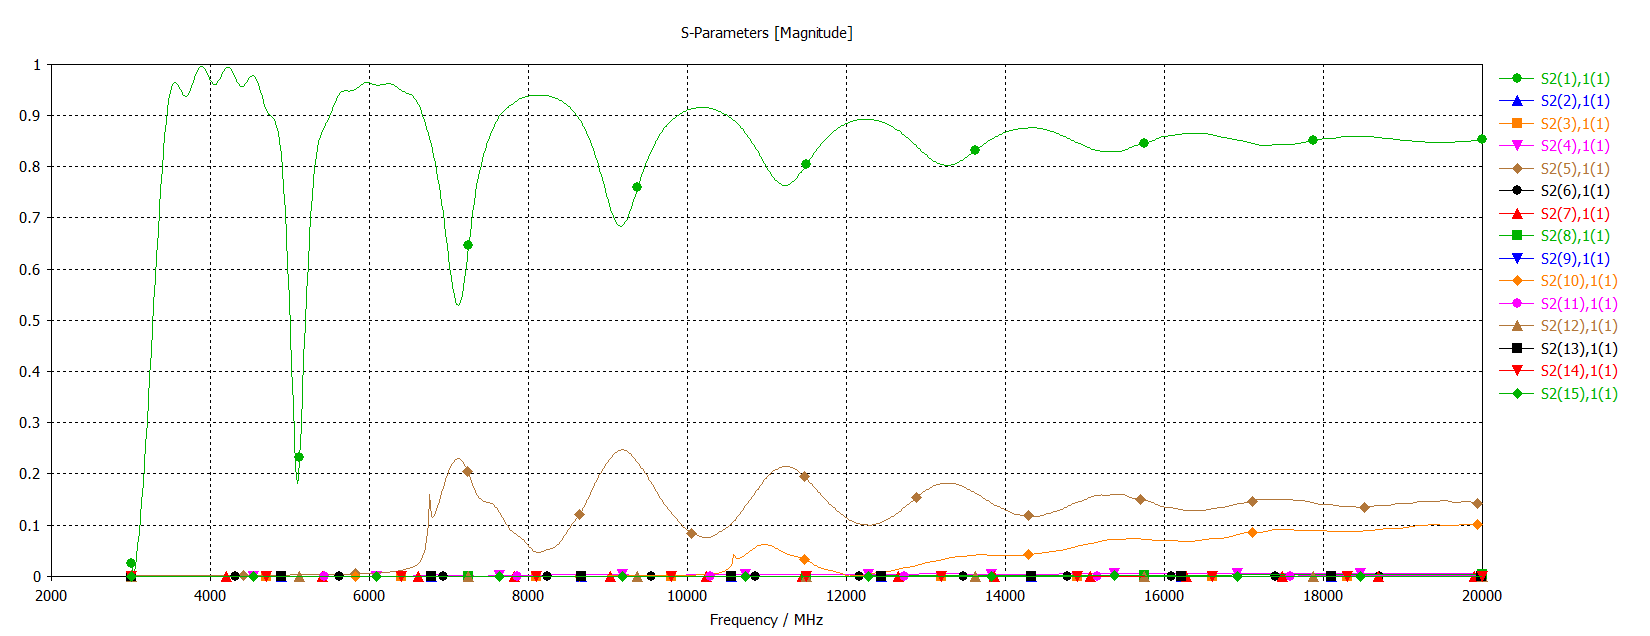 S-Parameters [Magnitude]
1
0.9
0.8
0.7
0.6
0.5
0.4
0.3
0.2
0.1
0
2000 4000 6000 8000 10000 12000 14000 16000 18000 20000
Frequency / MHz
S2(1),1(1)
S2(2),1(1)
S2(3),1(1)
S2(4),1(1)
S2(5),1(1)
S2(6),1(1)
S2(7),1(1)
S2(8),1(1)
S2(9),1(1)
S2(10),1(1)
S2(11),1(1)
S2(12),1(1)
S2(13),1(1)
S2(14),1(1)
S2(15),1(1)